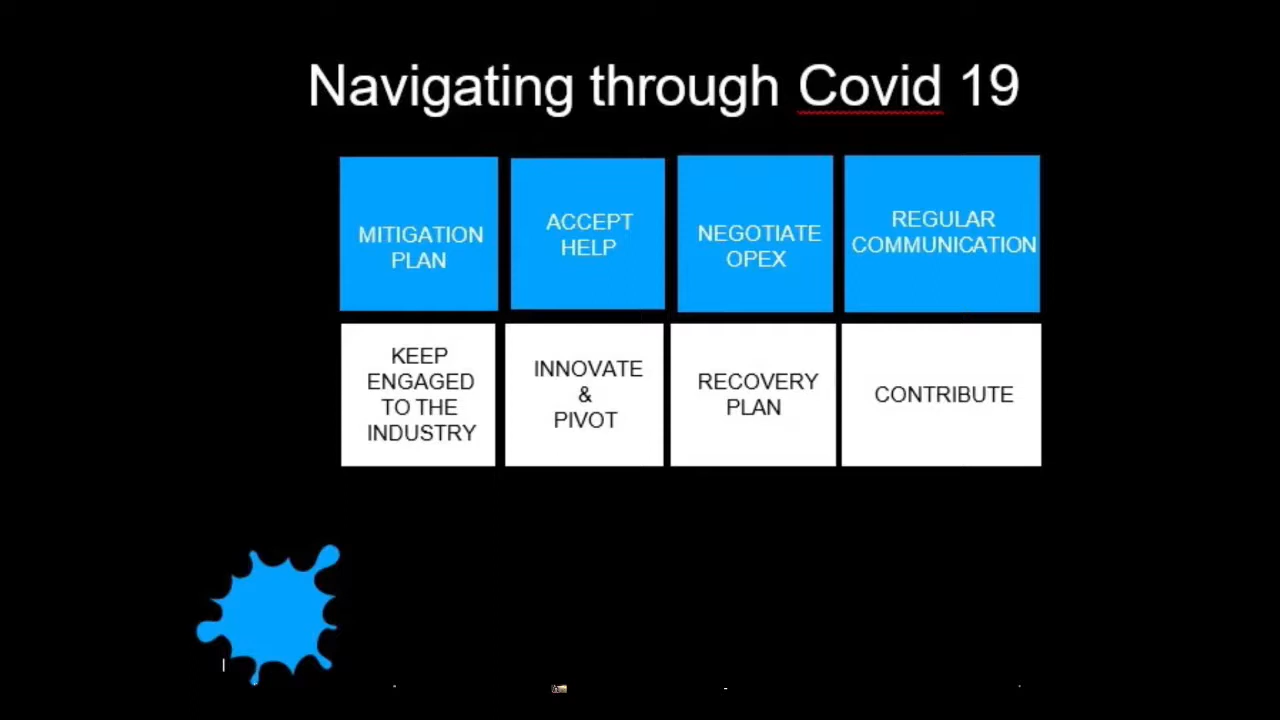 Navigating through Covid 19
MITIGATION
PLAN
ACCEPT
HELP
NEGOTIATE
OPEX
REGULAR
COMMUNICATION
KEEP
ENGAGED
TO THE
INDUSTRY
INNOVATE
&
PIVOT
RECOVERY
PLAN
CONTRIBUTE